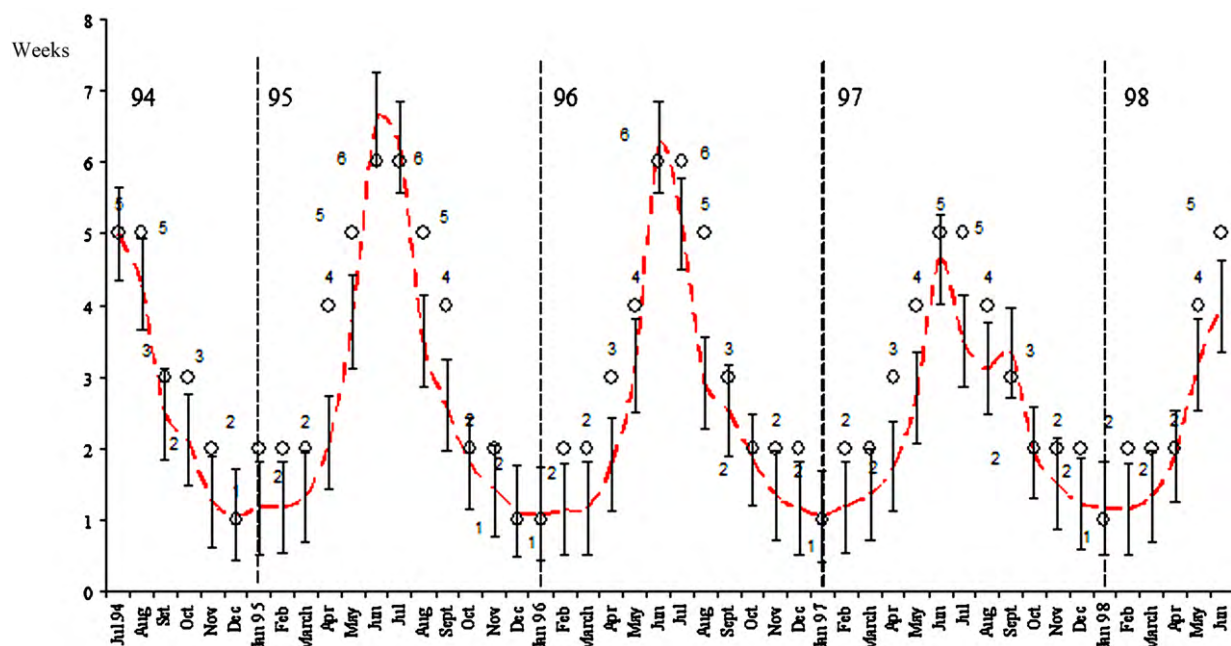 8
Weeks
7
94 95 96 97 98
6 6 6 6 6
5 5 5 5 5 5 5 5 5
4 4 4 4 4 4
3 3 3 3 3 3 3
2 2 2 2 2 2 2 2 2
2 2 2 2 2 2 2 2 2 2
1 1 1 1 1 1
0
Jul 94 Aug Set Oct Nov Dec Jan 95 Feb March Apr May Jun Jul Aug Sept Oct Nov Dec Jan 96 Feb March Apr May Jun Jul Aug Sept Oct Nov Dec Jan 97 Feb March Apr May Jun Jul Aug Sept Oct Nov Dec Jan 98 Feb March Apr May Jun